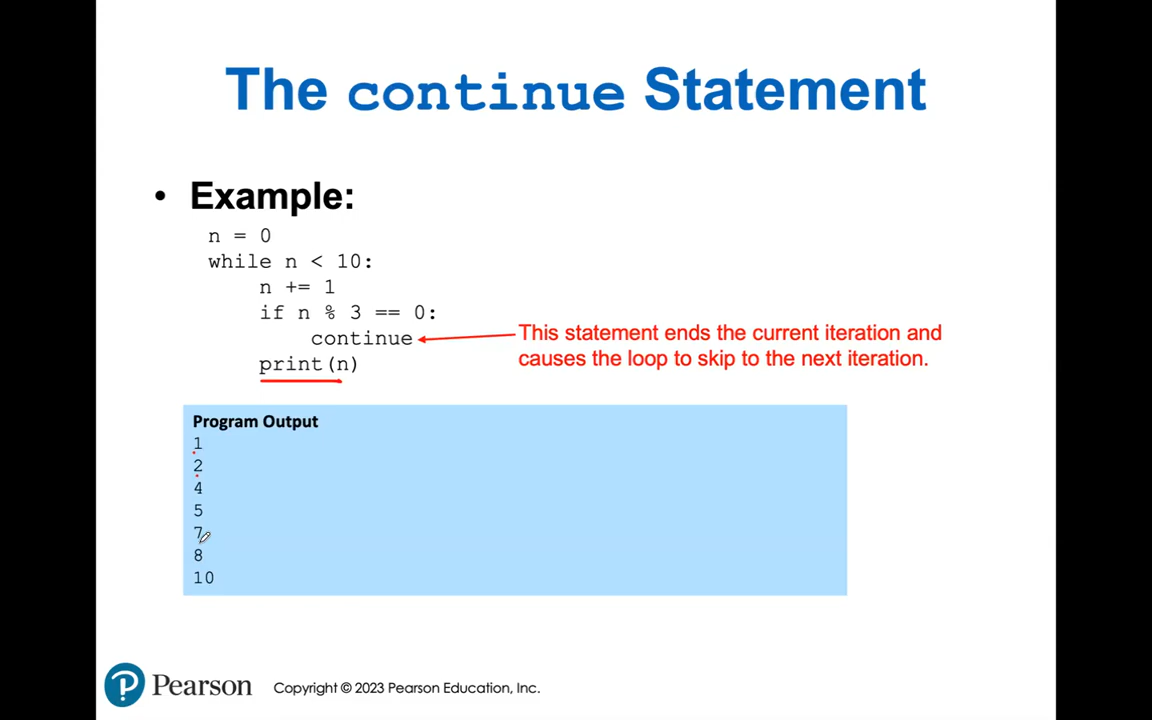 The continue Statement
• Example:
n = 0
while n < 10:
    n += 1
    if n % 3 == 0:
        continue
    print(n)
This statement ends the current iteration and
causes the loop to skip to the next iteration.
Program Output
1
2
4
5
7
8
10
Pearson
Copyright © 2023 Pearson Education, Inc.